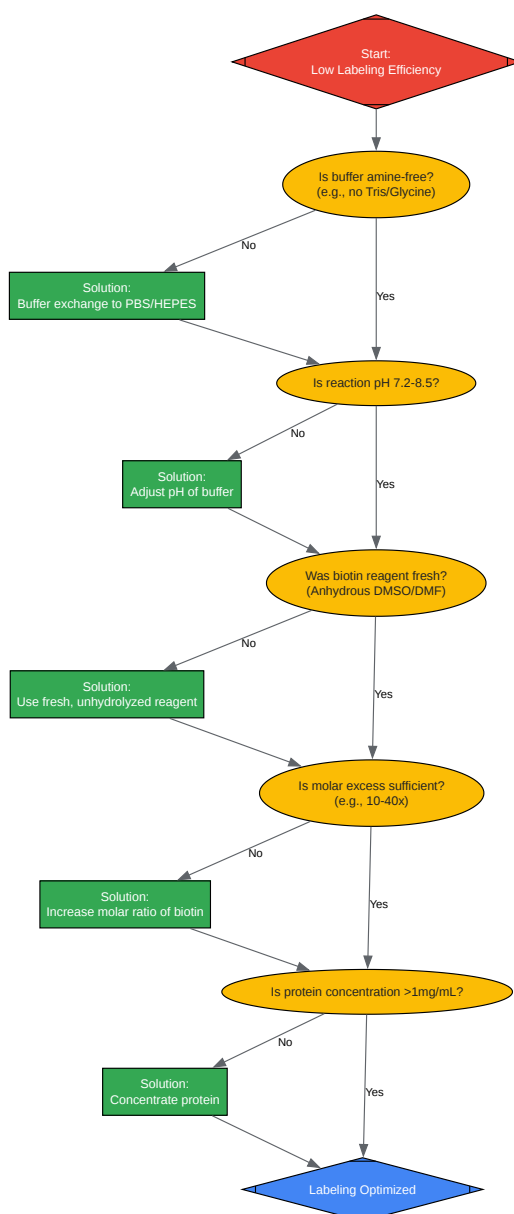 Start:
Low Labeling Efficiency
Is buffer amine-free?
(e.g., no Tris/Glycine)
No
Yes
Solution:
Buffer exchange to PBS/HEPES
Is reaction pH 7.2-8.5?
No
Yes
Solution:
Adjust pH of buffer
Was biotin reagent fresh?
(Anhydrous DMSO/DMF)
No
Yes
Solution:
Use fresh, unhydrolyzed reagent
Is molar excess sufficient?
(e.g., 10-40x)
No
Yes
Solution:
Increase molar ratio of biotin
Is protein concentration >1mg/mL?
No
Yes
Solution:
Concentrate protein
Labeling Optimized